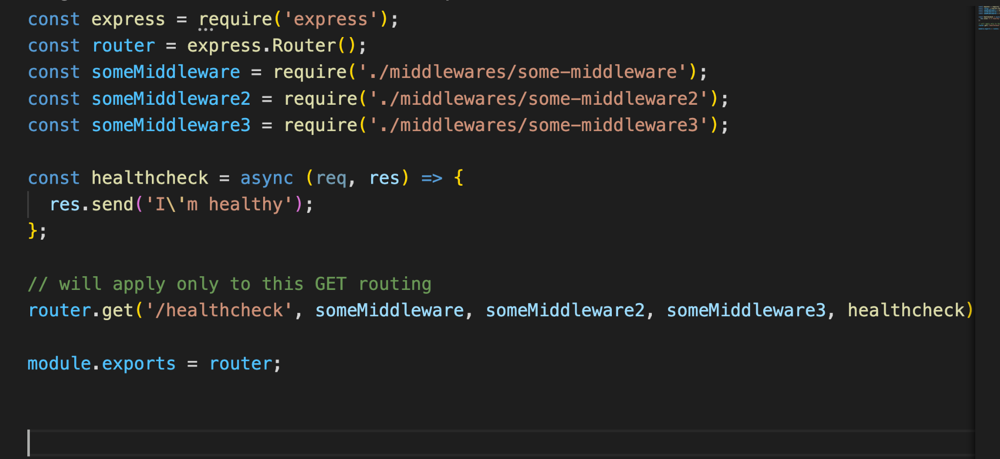 const express = require('express');
const router = express.Router();
const someMiddleware = require('./middlewares/some-middleware');
const someMiddleware2 = require('./middlewares/some-middleware2');
const someMiddleware3 = require('./middlewares/some-middleware3');
const healthcheck = async (req, res) => {
res.send('I\'m healthy');
};
// will apply only to this GET routing
router.get('/healthcheck', someMiddleware, someMiddleware2, someMiddleware3, healthcheck)
module.exports = router;